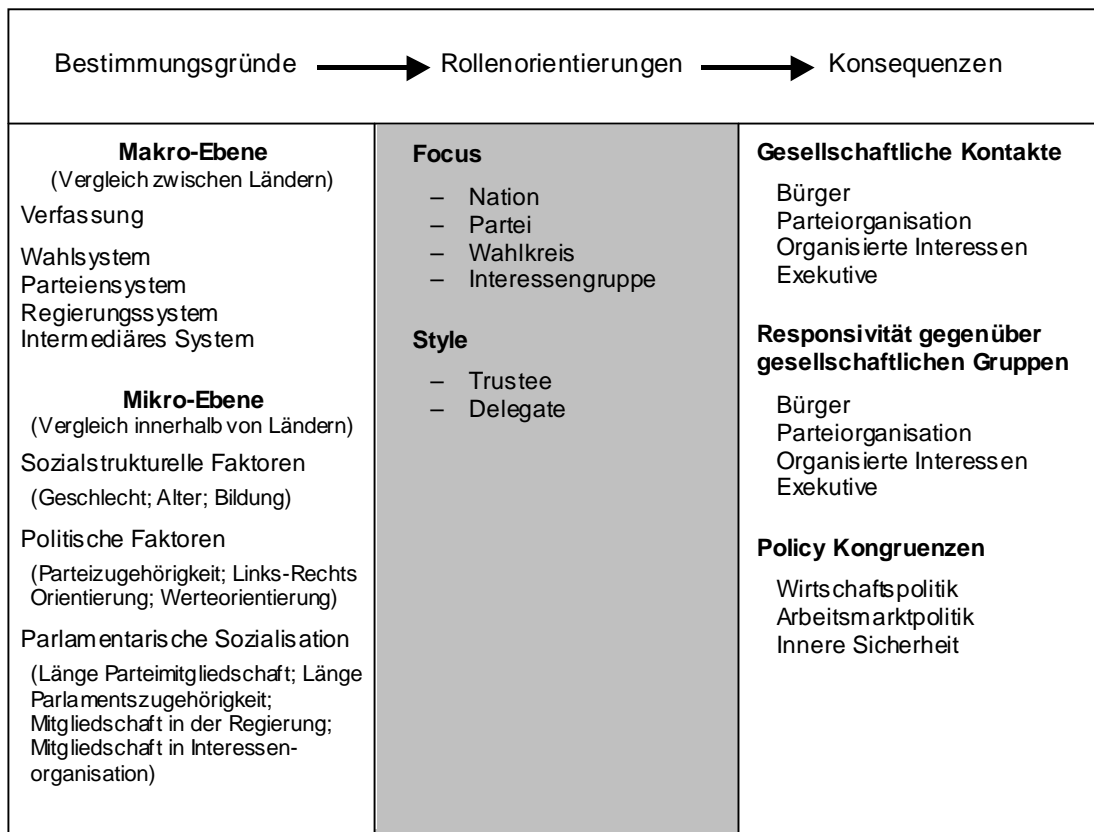 Bestimmungsgründe Rollenorientierungen Konsequenzen
Makro-Ebene
(Vergleich zwischen Ländern)
Verfassung
Wahlsystem
Parteiensystem
Regierungssystem
Intermediäres System
Mikro-Ebene
(Vergleich innerhalb von Ländern)
Sozialstrukturelle Faktoren
(Geschlecht; Alter; Bildung)
Politische Faktoren
(Parteizugehörigkeit; Links-Rechts
Orientierung; Werteorientierung)
Parlamentarische Sozialisation
(Länge Parteimitgliedschaft; Länge
Parlamentszugehörigkeit;
Mitgliedschaft in der Regierung;
Mitgliedschaft in Interessen-
organisation)
Focus
– Nation
– Partei
– Wahlkreis
– Interessengruppe
Style
– Trustee
– Delegate
Gesellschaftliche Kontakte
Bürger
Parteiorganisation
Organisierte Interessen
Exekutive
Responsivität gegenüber
gesellschaftlichen Gruppen
Bürger
Parteiorganisation
Organisierte Interessen
Exekutive
Policy Kongruenzen
Wirtschaftspolitik
Arbeitsmarktpolitik
Innere Sicherheit